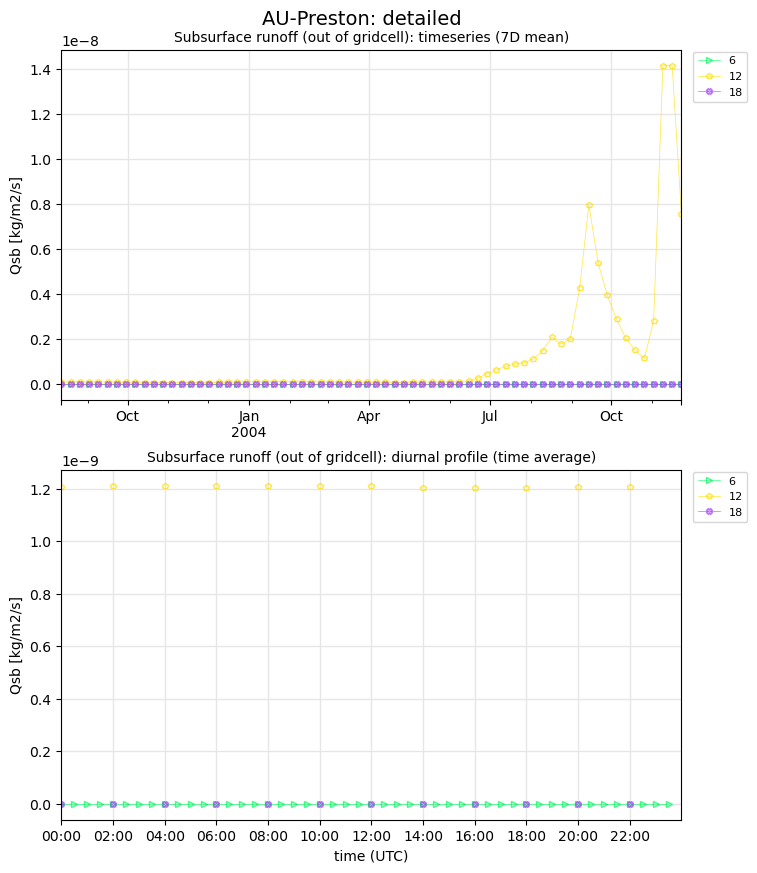 AU-Preston: detailed
Subsurface runoff (out of gridcell): timeseries (7D mean)
1e−8
Qsb [kg/m2/s]
1.4
1.2
1.0
0.8
0.6
0.4
0.2
0.0
Oct
Jan
2004
Apr
Jul
Oct
6
12
18
Subsurface runoff (out of gridcell): diurnal profile (time average)
1e−9
Qsb [kg/m2/s]
1.2
1.0
0.8
0.6
0.4
0.2
0.0
00:00 02:00 04:00 06:00 08:00 10:00 12:00 14:00 16:00 18:00 20:00 22:00
time (UTC)
6
12
18